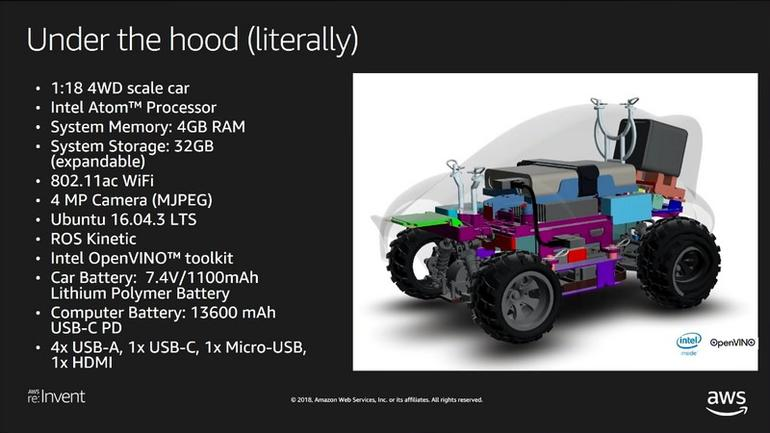 Under the hood (literally)
• 1:18 4WD scale car
• Intel Atom™ Processor
• System Memory: 4GB RAM
• System Storage: 32GB
(expandable)
• 802.11ac WiFi
• 4 MP Camera (MJPEG)
• Ubuntu 16.04.3 LTS
• ROS Kinetic
• Intel OpenVINO™ toolkit
• Car Battery: 7.4V/1100mAh
Lithium Polymer Battery
• Computer Battery: 13600 mAh
USB-C PD
• 4x USB-A, 1x USB-C, 1x Micro-USB,
1x HDMI
intel
inside
OpenVINO
AWS
re:Invent
© 2018, Amazon Web Services, Inc. or its affiliates. All rights reserved.
aws